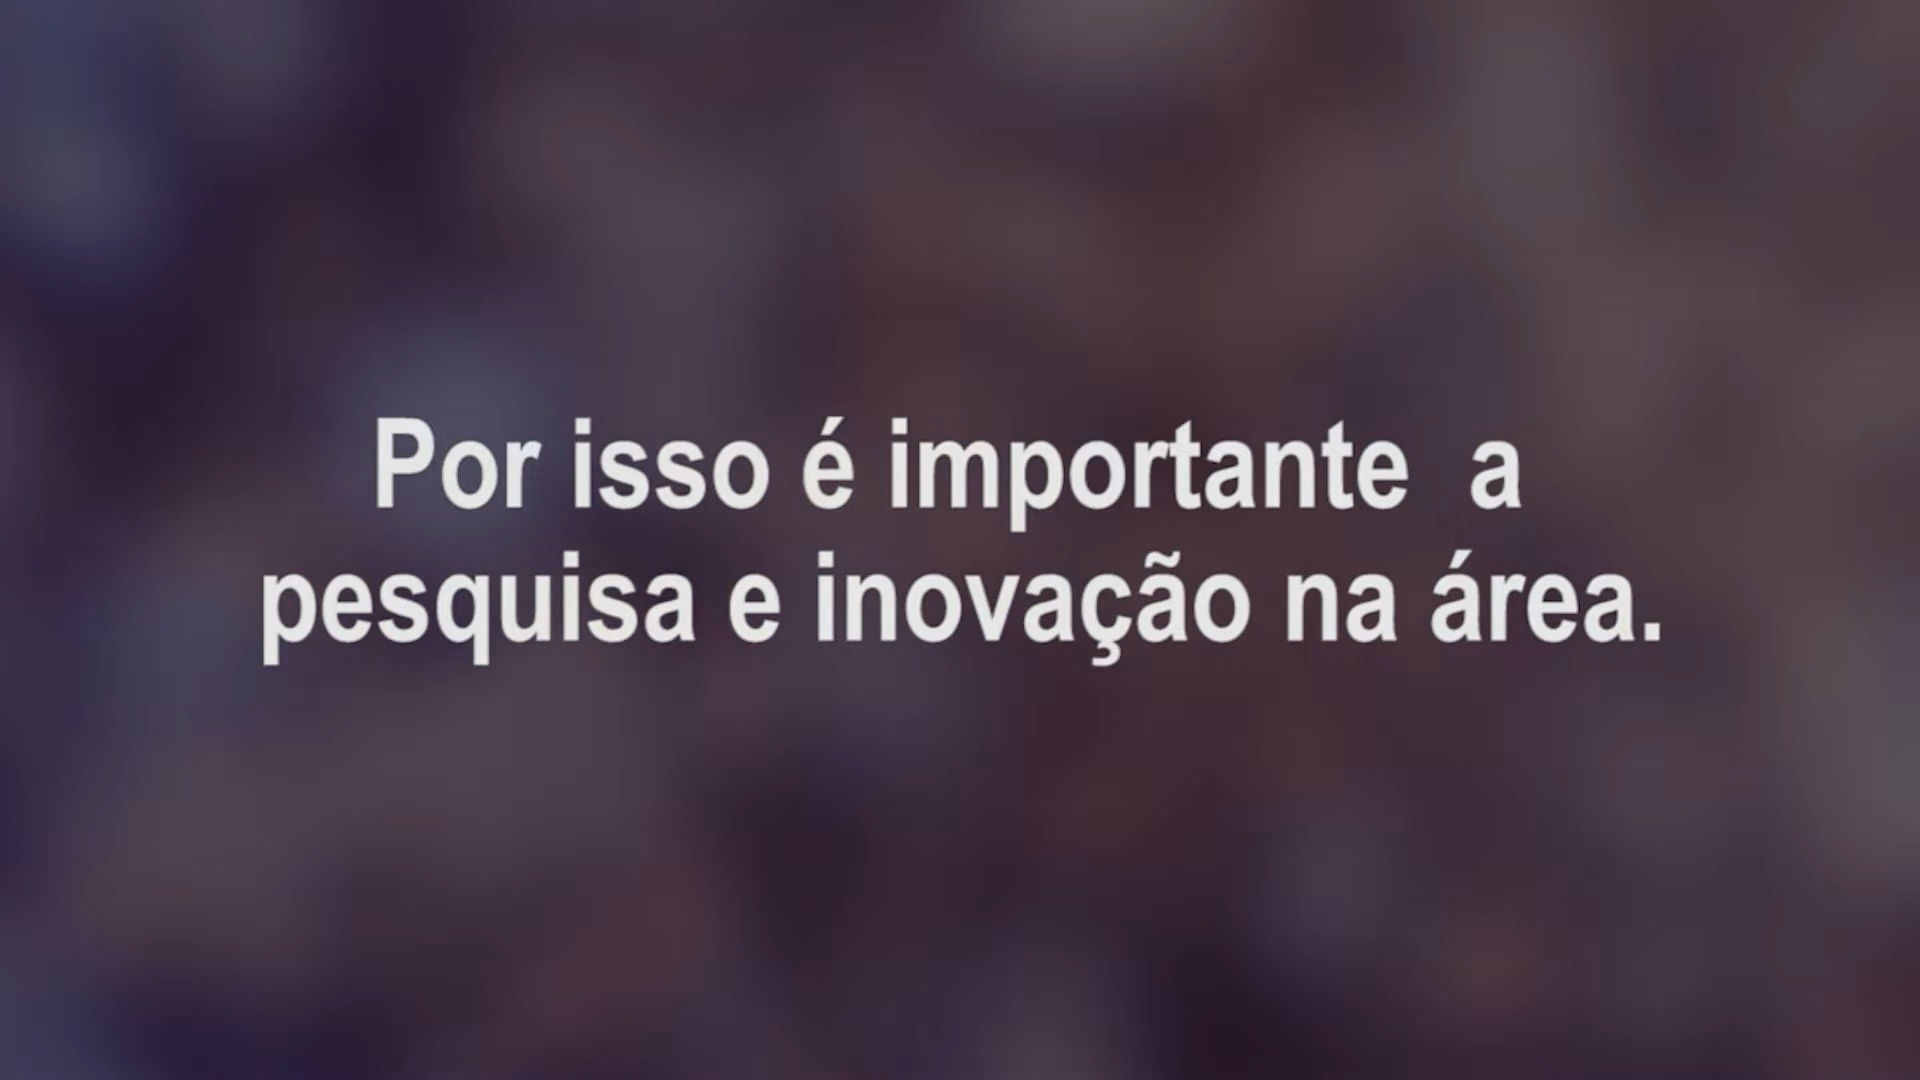 Por isso é importante  a
pesquisa e inovação na área.